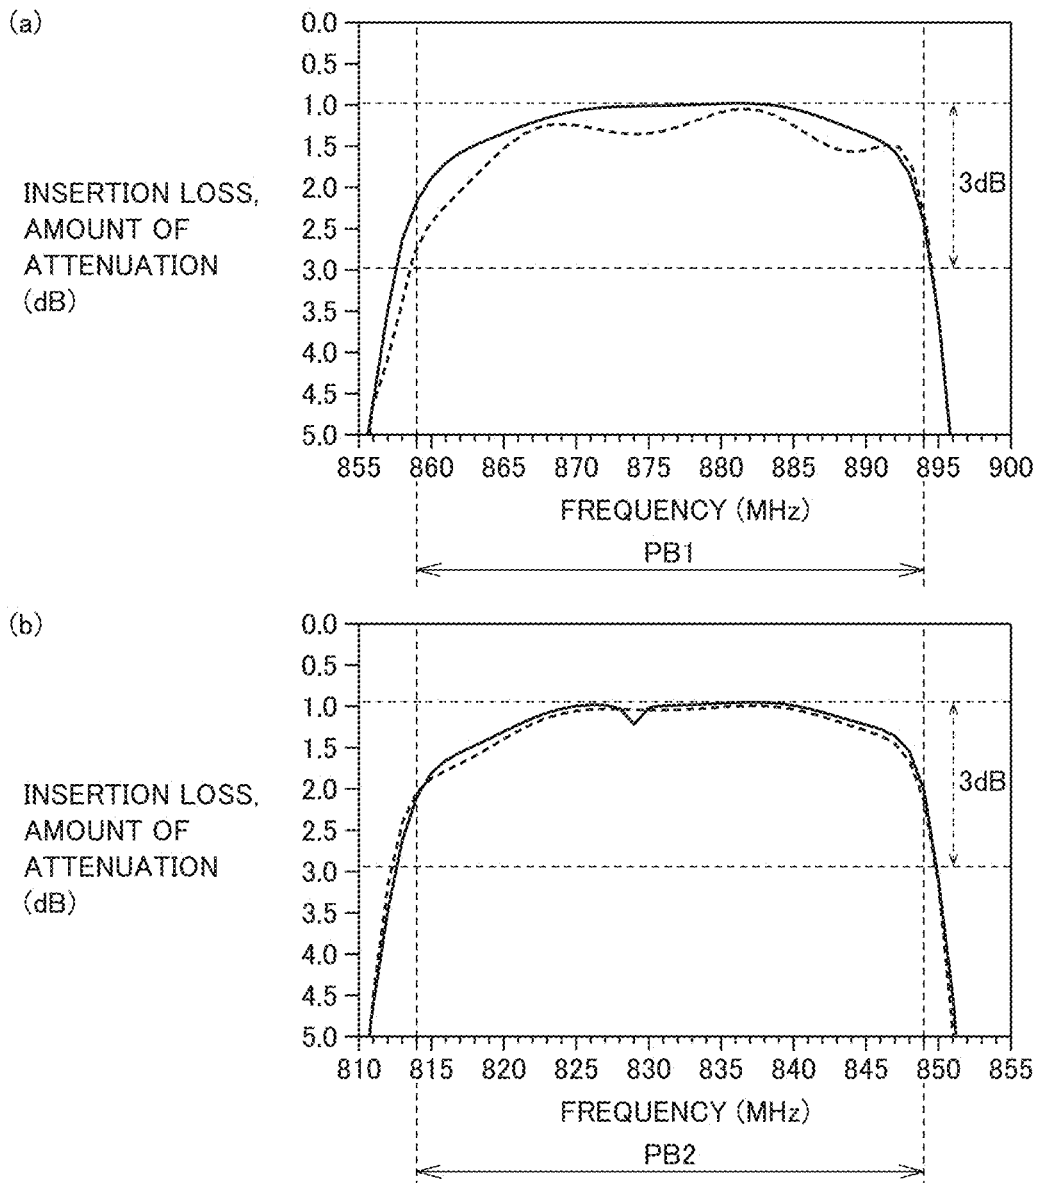 (a)
0.0
0.5
1.0
1.5
2.0
2.5
3.0
3.5
4.0
4.5
5.0
INSERTION LOSS,
AMOUNT OF
ATTENUATION
(dB)
3dB
855 860 865 870 875 880 885 890 895 900
FREQUENCY (MHz)
PB1
(b)
0.0
0.5
1.0
1.5
2.0
2.5
3.0
3.5
4.0
4.5
5.0
INSERTION LOSS,
AMOUNT OF
ATTENUATION
(dB)
3dB
810 815 820 825 830 835 840 845 850 855
FREQUENCY (MHz)
PB2